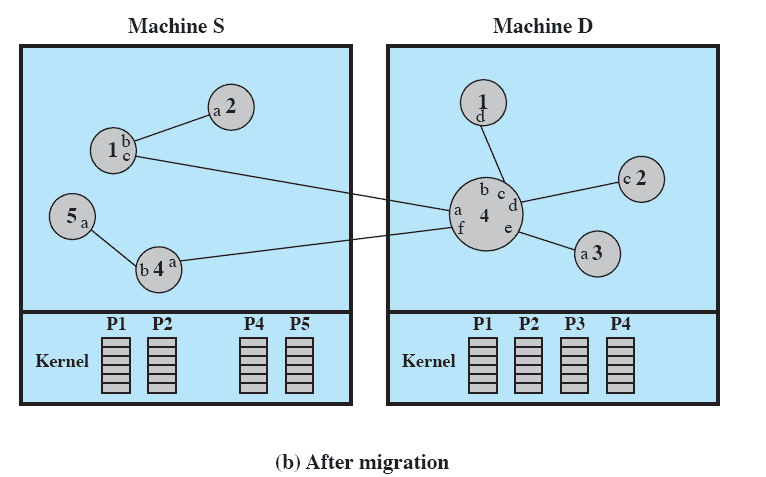 Machine S
Machine D
a 2
1 b c
5 a
b 4 a
1
d
a b c d e f
4
c 2
a 3
P1 P2 P4 P5
Kernel
P1 P2 P3 P4
Kernel
(b) After migration